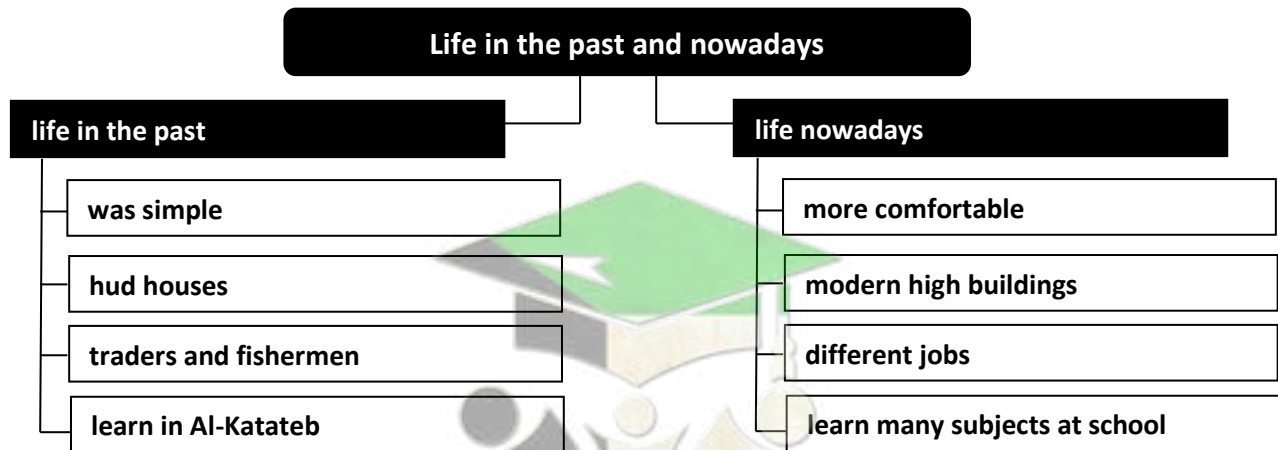 Life in the past and nowadays
life in the past
was simple
hud houses
traders and fishermen
learn in Al-Katateb
life nowadays
more comfortable
modern high buildings
different jobs
learn many subjects at school